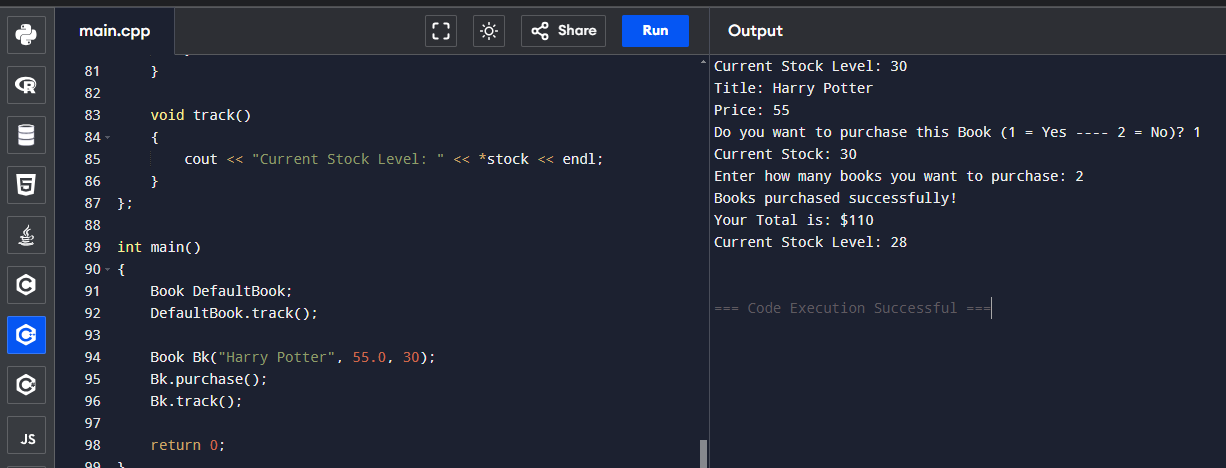 main.cpp
Share
Run
Output
81 }
82
83 void track()
84 {
85 cout << "Current Stock Level: " << *stock << endl;
86 }
87 };
88
89 int main()
90 {
91 Book DefaultBook;
92 DefaultBook.track();
93
94 Book Bk("Harry Potter", 55.0, 30);
95 Bk.purchase();
96 Bk.track();
97
98 return 0;
99 }
JS
Current Stock Level: 30
Title: Harry Potter
Price: 55
Do you want to purchase this Book (1 = Yes ---- 2 = No)? 1
Current Stock: 30
Enter how many books you want to purchase: 2
Books purchased successfully!
Your Total is: $110
Current Stock Level: 28
=== Code Execution Successful ===